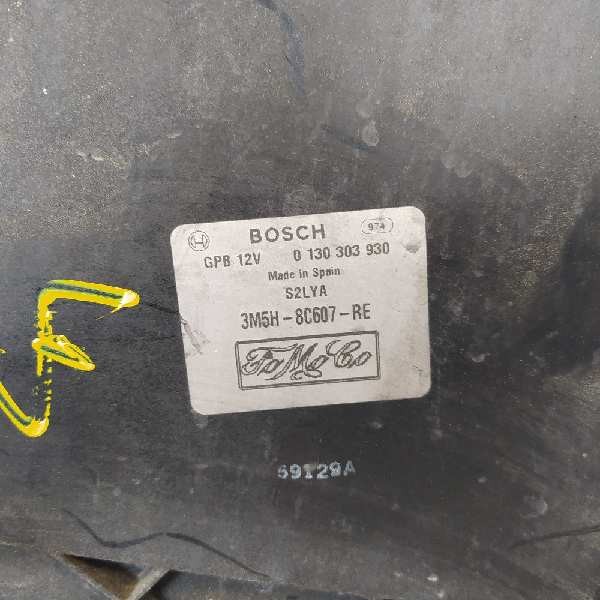 BOSCH 974
GPB 12V 0 130 303 930
Made in Spain
S2LYA
3M5H-8C607-RE
FoMoCo
59129A